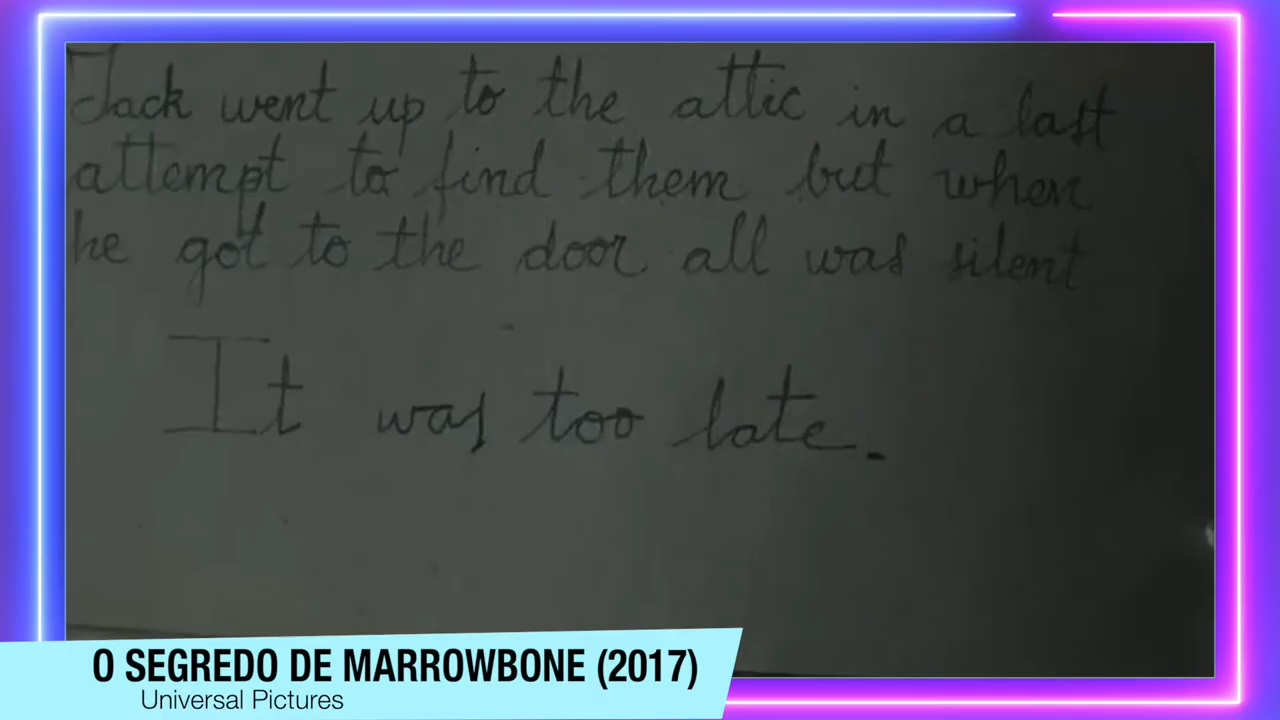 Jack went up to the attic in a last
attempt to find them but when
he got to the door all was silent
It was too late.
O SEGREDO DE MARROWBONE (2017)
Universal Pictures